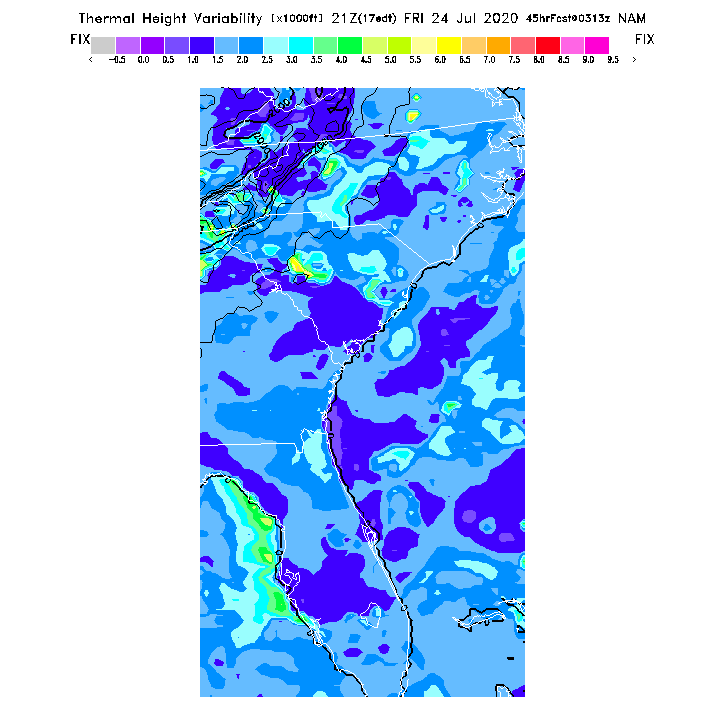 Thermal Height Variability [x1000ft] 21Z(17edt) FRI 24 Jul 2020 45hrFcst@0313z NAM
FIX FIX
< -0.5 0.0 0.5 1.0 1.5 2.0 2.5 3.0 3.5 4.0 4.5 5.0 5.5 6.0 6.5 7.0 7.5 8.0 8.5 9.0 9.5 >